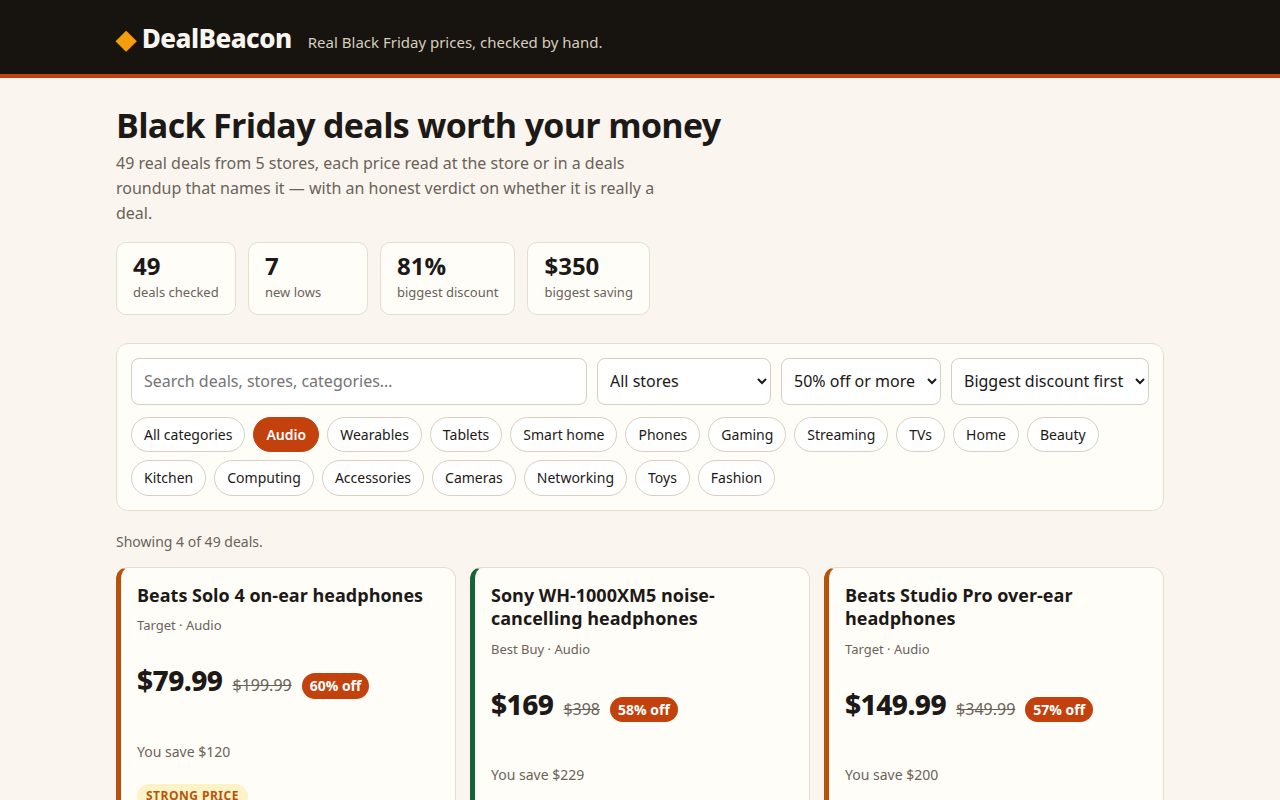 DealBeacon Real Black Friday prices, checked by hand.
Black Friday deals worth your money
49 real deals from 5 stores, each price read at the store or in a deals
roundup that names it — with an honest verdict on whether it is really a
deal.
49 7 81% $350
deals checked new lows biggest discount biggest saving
Search deals, stores, categories... All stores 50% off or more Biggest discount first
All categories Audio Wearables Tablets Smart home Phones Gaming Streaming TVs Home Beauty
Kitchen Computing Accessories Cameras Networking Toys Fashion
Showing 4 of 49 deals.
Beats Solo 4 on-ear headphones
Target · Audio
$79.99 $199.99 60% off
You save $120
STRONG PRICE
Sony WH-1000XM5 noise-
cancelling headphones
Best Buy · Audio
$169 $398 58% off
You save $229
Beats Studio Pro over-ear
headphones
Target · Audio
$149.99 $349.99 57% off
You save $200